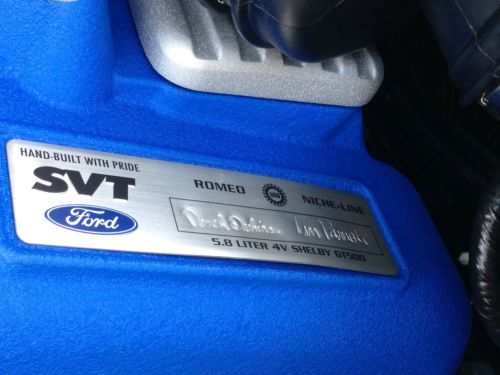 HAND-BUILT WITH PRIDE
SVT
Ford
ROMEO NICHE-LINE
5.8 LITER 4V SHELBY GT500